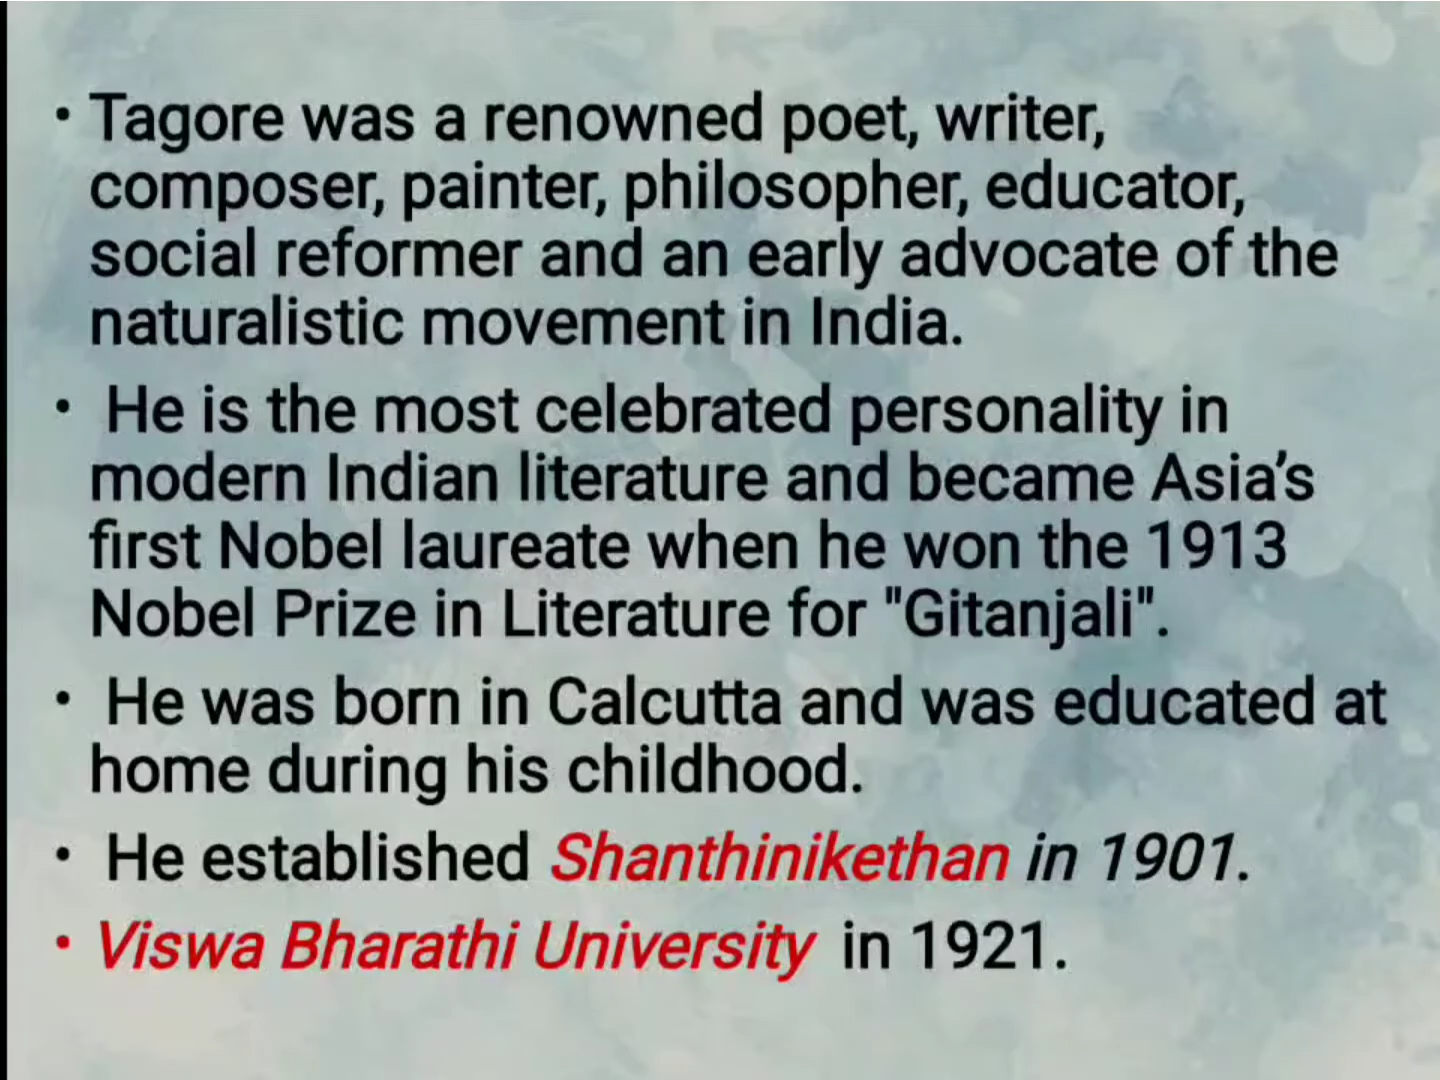 • Tagore was a renowned poet, writer,
composer, painter, philosopher, educator,
social reformer and an early advocate of the
naturalistic movement in India.
• He is the most celebrated personality in
modern Indian literature and became Asia’s
first Nobel laureate when he won the 1913
Nobel Prize in Literature for "Gitanjali".
• He was born in Calcutta and was educated at
home during his childhood.
• He established Shanthinikethan in 1901.
• Viswa Bharathi University in 1921.